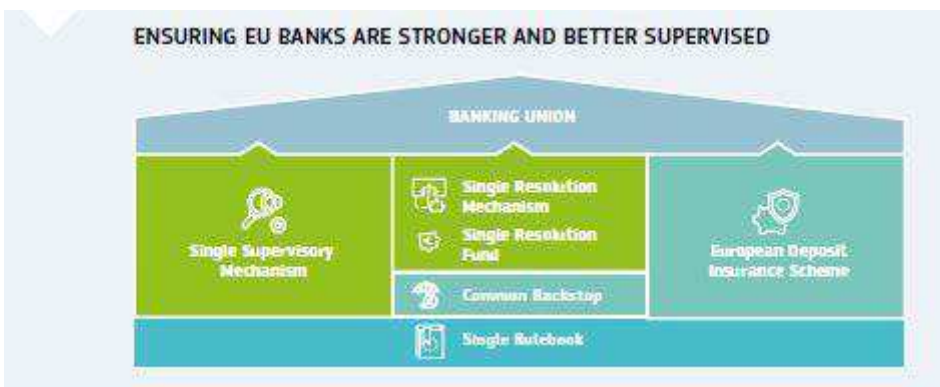 ENSURING EU BANKS ARE STRONGER AND BETTER SUPERVISED
BANKING UNION
Single Supervisory
Mechanism
Single Resolution
Mechanism
Single Resolution
Fund
Common Backstop
European Deposit
Insurance Scheme
Single Rulebook